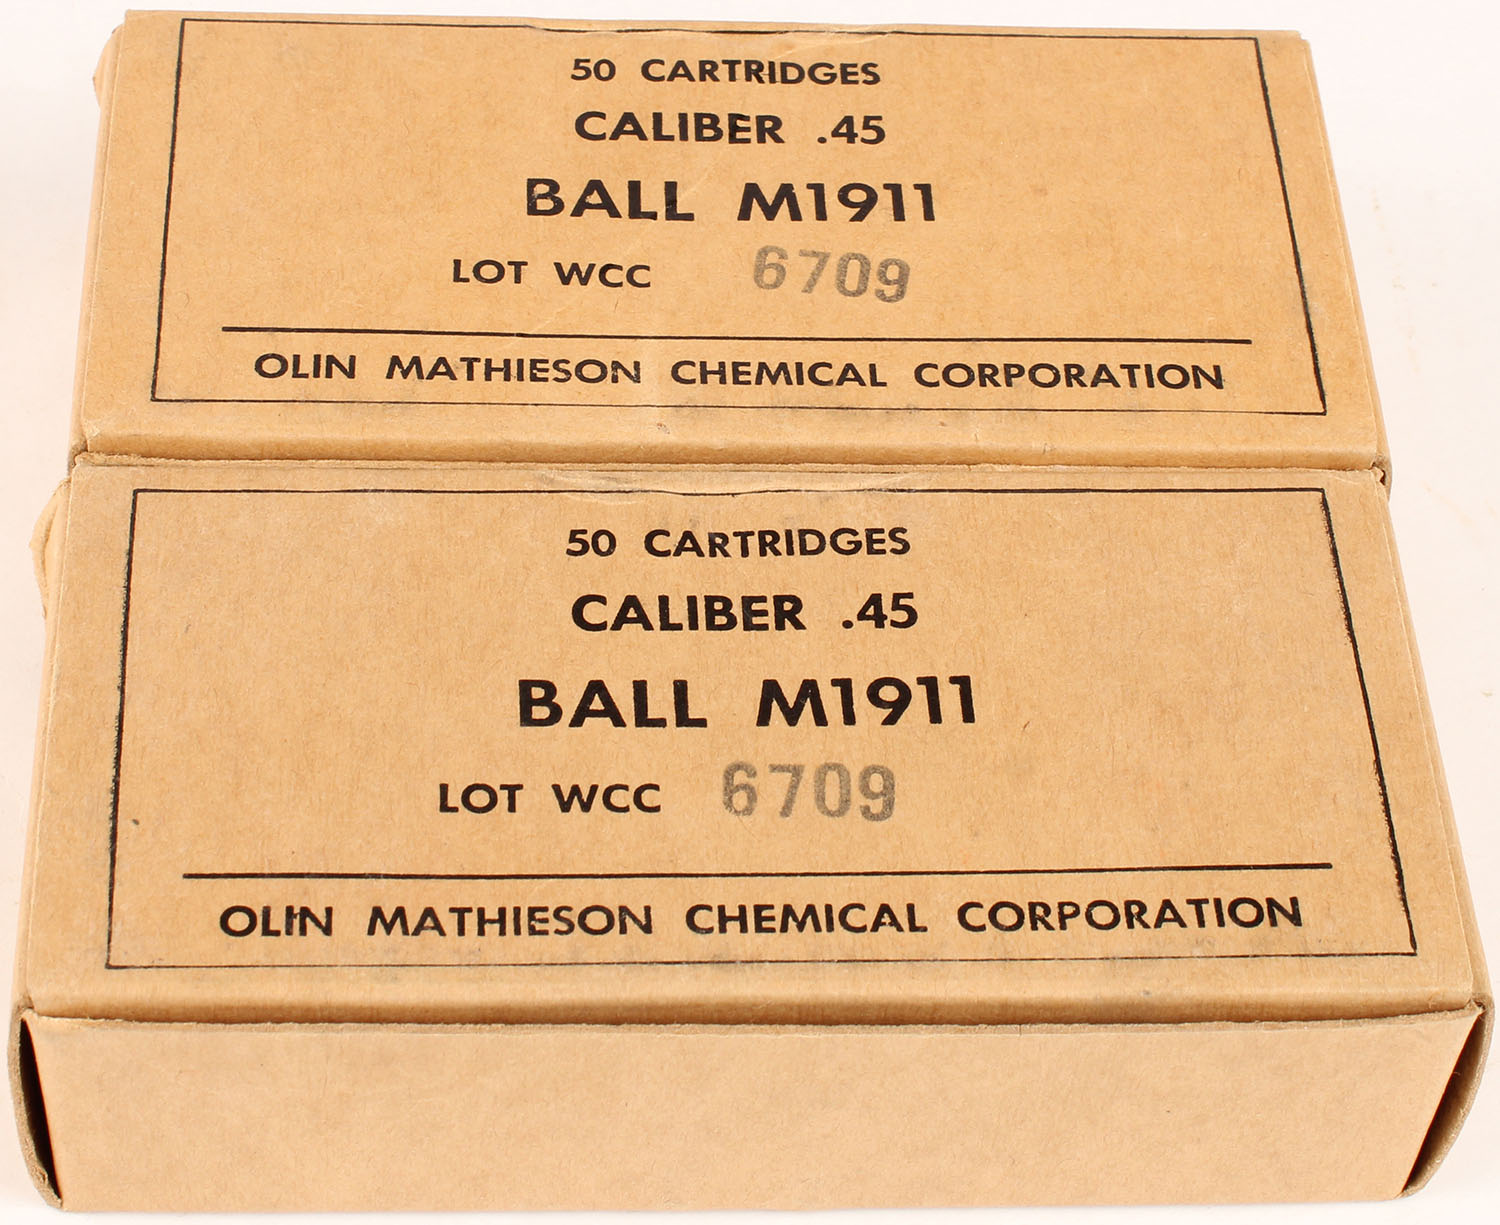 50 CARTRIDGES
CALIBER .45
BALL M1911
LOT WCC 6709
OLIN MATHIESON CHEMICAL CORPORATION
50 CARTRIDGES
CALIBER .45
BALL M1911
LOT WCC 6709
OLIN MATHIESON CHEMICAL CORPORATION